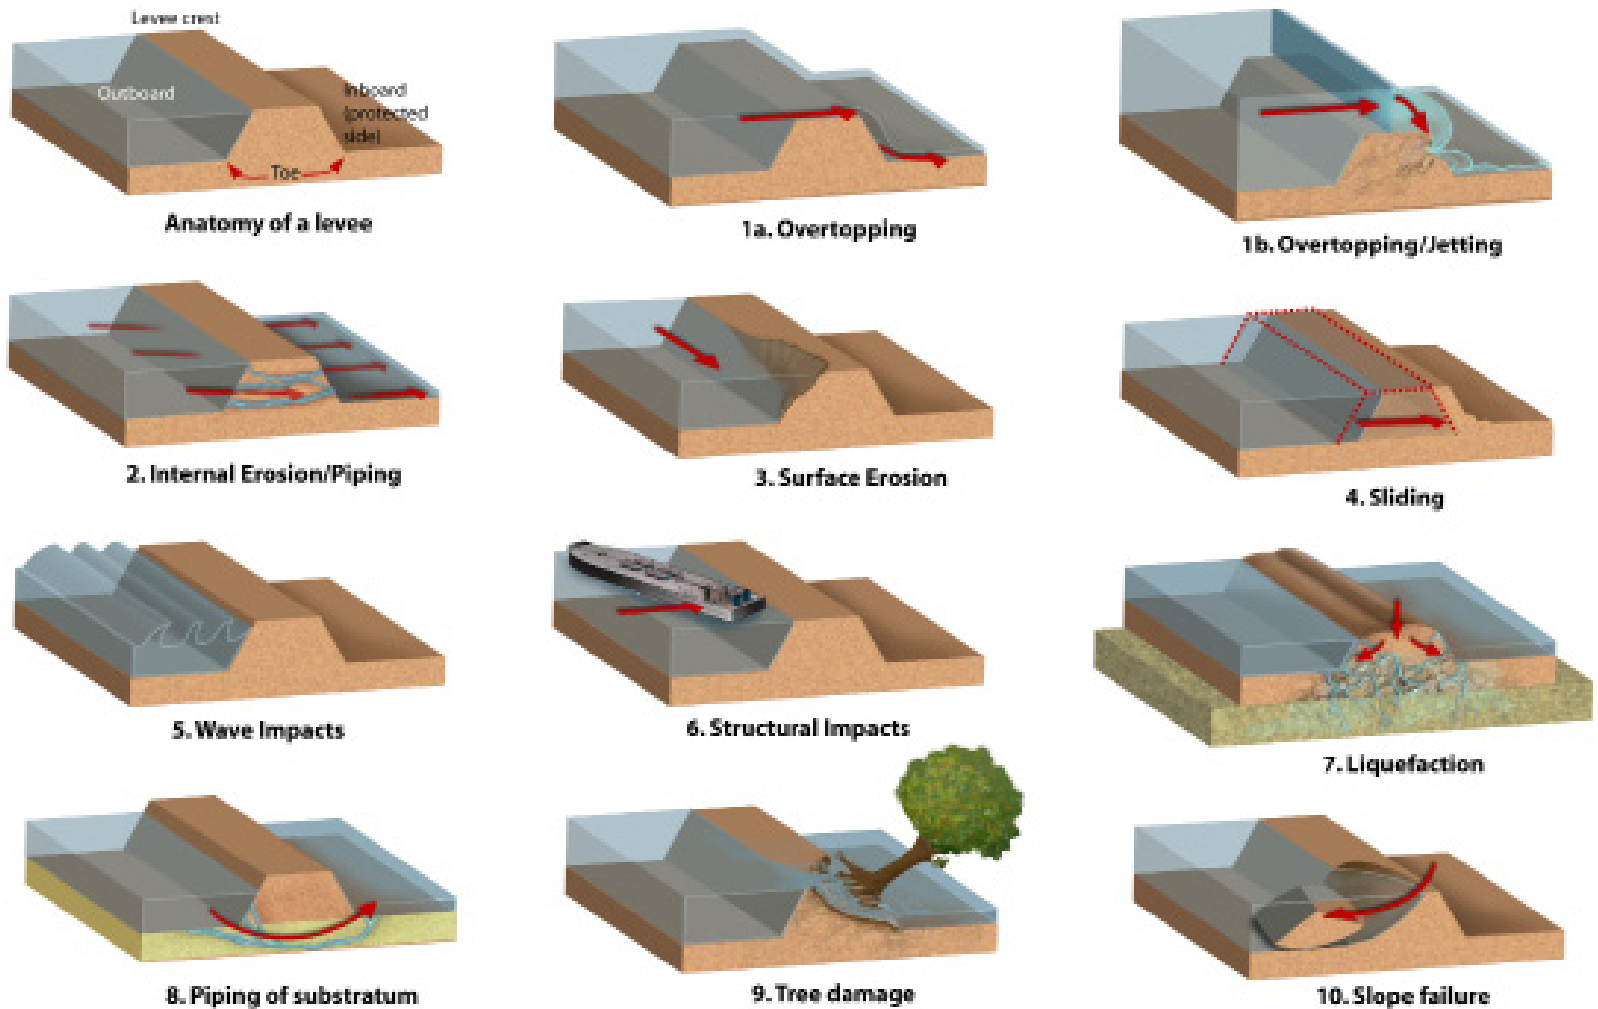 Levee crest
Outboard
Inboard
(protected
side)
Toe
Anatomy of a levee
1a. Overtopping
1b. Overtopping/Jetting
2. Internal Erosion/Piping
3. Surface Erosion
4. Sliding
5. Wave Impacts
6. Structural Impacts
7. Liquefaction
8. Piping of substratum
9. Tree damage
10. Slope failure